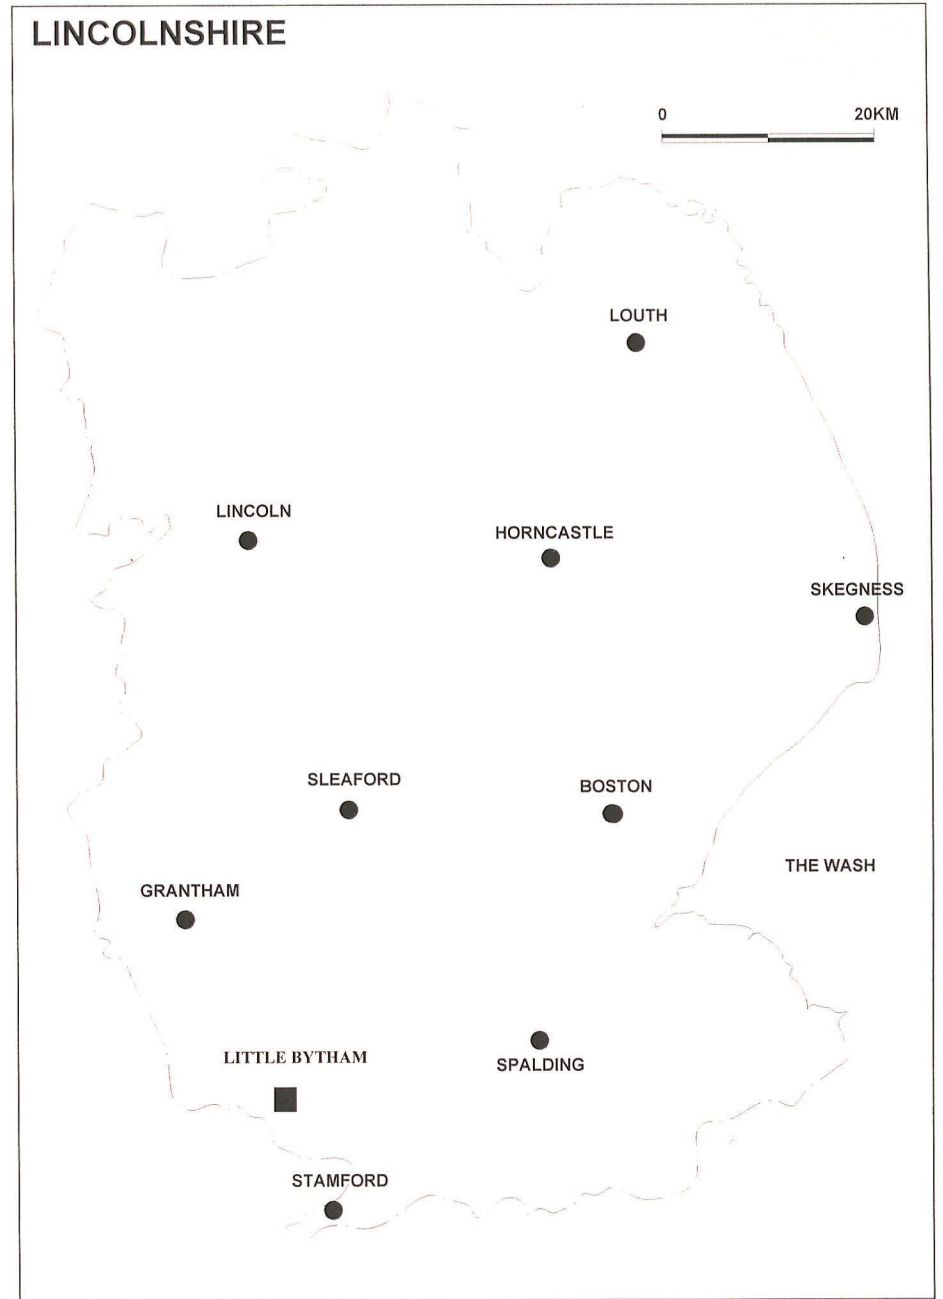 LINCOLNSHIRE
0 20KM
LOUTH
LINCOLN
HORNCASTLE
SKEGNESS
SLEAFORD
BOSTON
THE WASH
GRANTHAM
LITTLE BYTHAM
SPALDING
STAMFORD